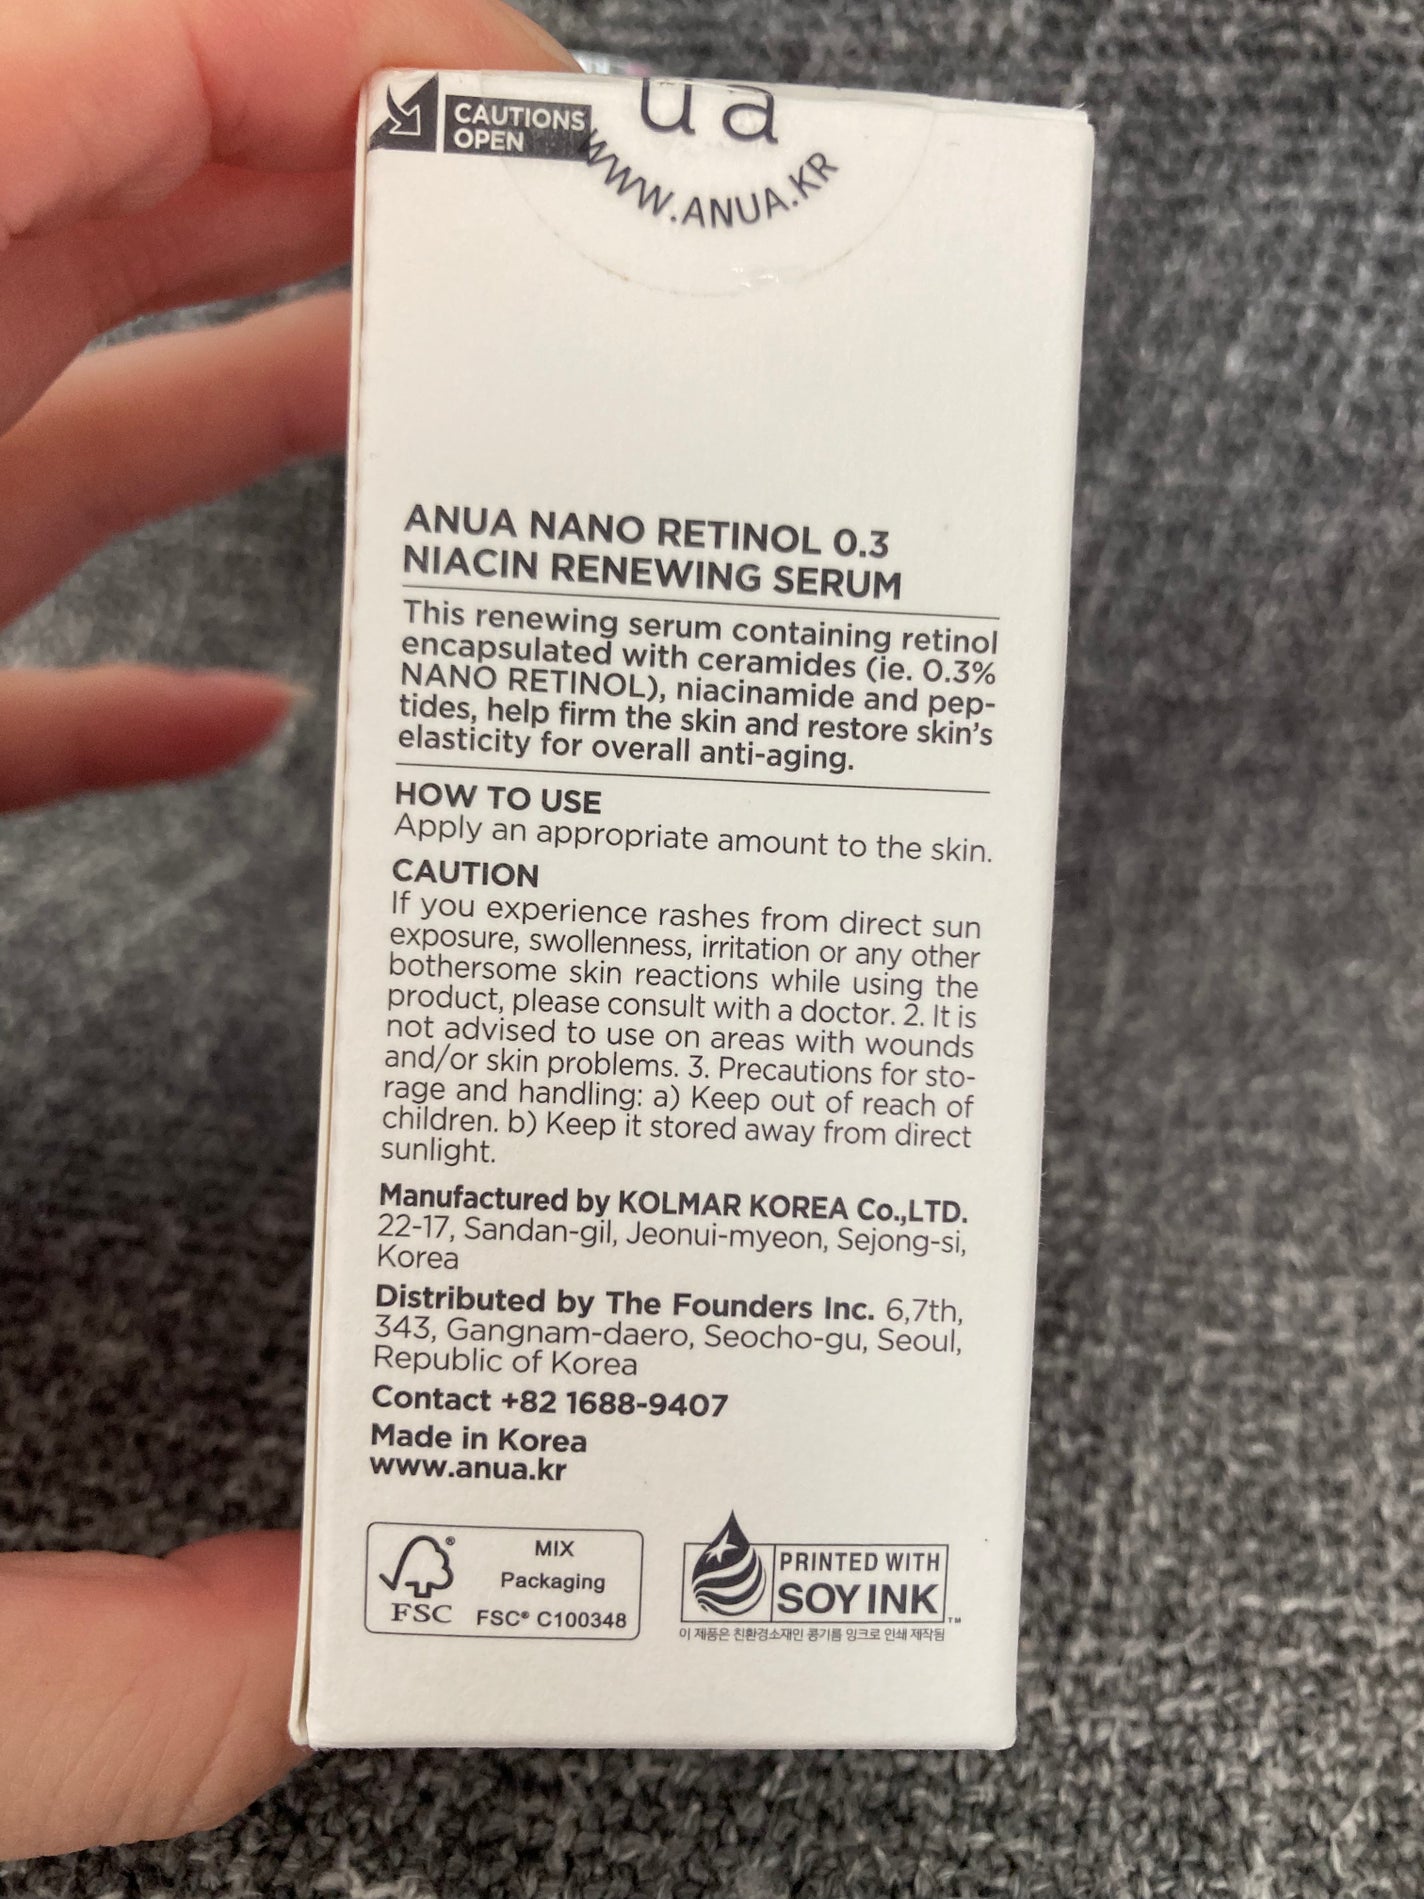 CAUTIONS
OPEN
ua
WWW.ANUA.KR
ANUA NANO RETINOL 0.3
NIACIN RENEWING SERUM
This renewing serum containing retinol
encapsulated with ceramides (ie. 0.3%
NANO RETINOL), niacinamide and pep-
tides, help firm the skin and restore skin's
elasticity for overall anti-aging.
HOW TO USE
Apply an appropriate amount to the skin.
CAUTION
If you experience rashes from direct sun
exposure, swollenness, irritation or any other
bothersome skin reactions while using the
product, please consult with a doctor. 2. It is
not advised to use on areas with wounds
and/or skin problems. 3. Precautions for sto-
rage and handling: a) Keep out of reach of
children. b) Keep it stored away from direct
sunlight.
Manufactured by KOLMAR KOREA Co.,LTD.
22-17, Sandan-gil, Jeonui-myeon, Sejong-si,
Korea
Distributed by The Founders Inc. 6,7th,
343, Gangnam-daero, Seocho-gu, Seoul,
Republic of Korea
Contact +82 1688-9407
Made in Korea
www.anua.kr
MIX
Packaging
FSC® C100348
FSC
PRINTED WITH
SOY INK™
이 제품은 친환경소재인 콩기름 잉크로 인쇄 제작됨